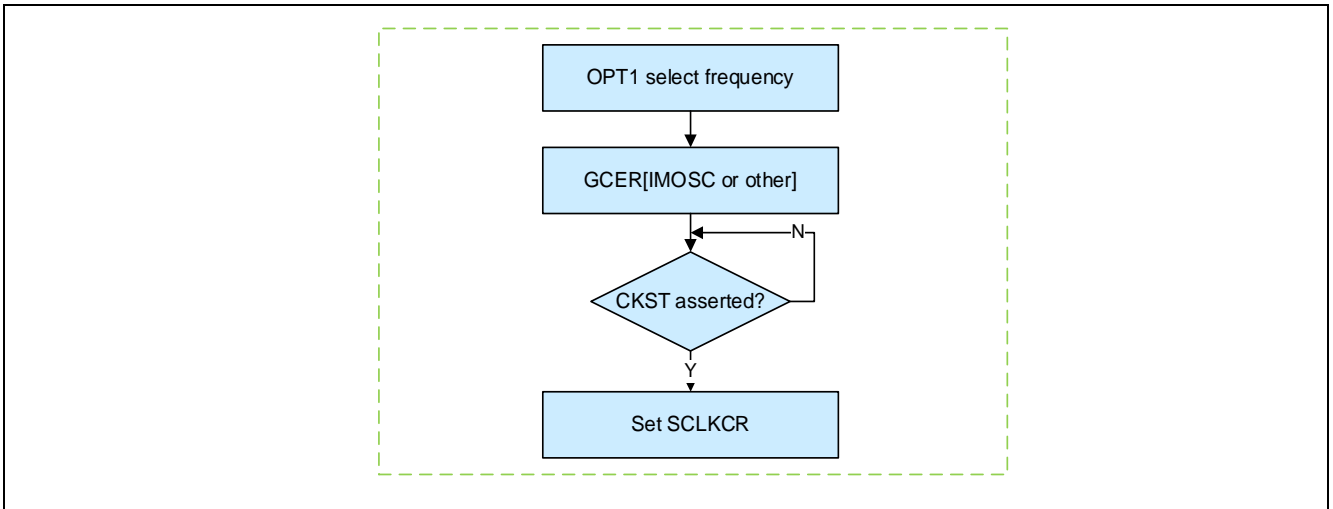 OPT1 select frequency
GCER[IMOSC or other]
N
CKST asserted?
Y
Set SCLKCR